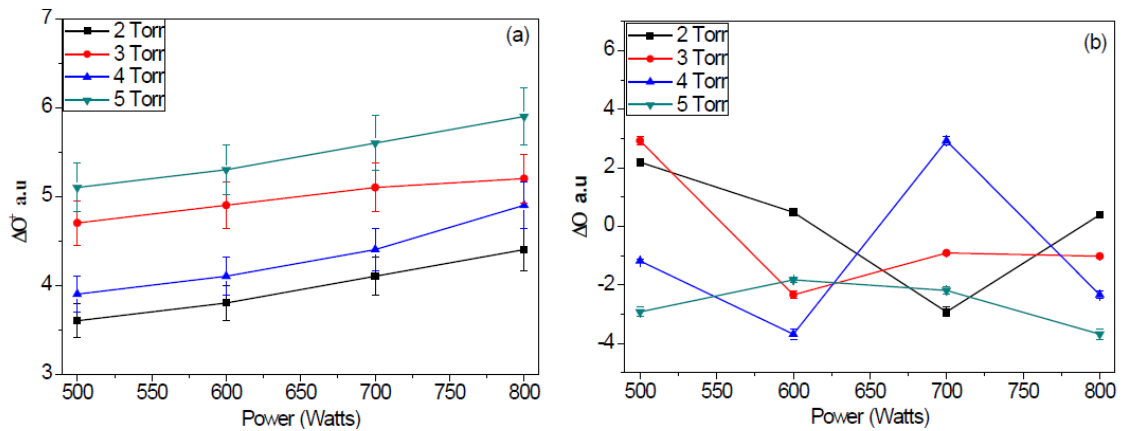 (a)
2 Torr
3 Torr
4 Torr
5 Torr
7
6
5
4
3
ΔO⁺ a.u
500 550 600 650 700 750 800
Power (Watts)
(b)
2 Torr
3 Torr
4 Torr
5 Torr
6
4
2
0
-2
-4
ΔO a.u
500 550 600 650 700 750 800
Power (Watts)